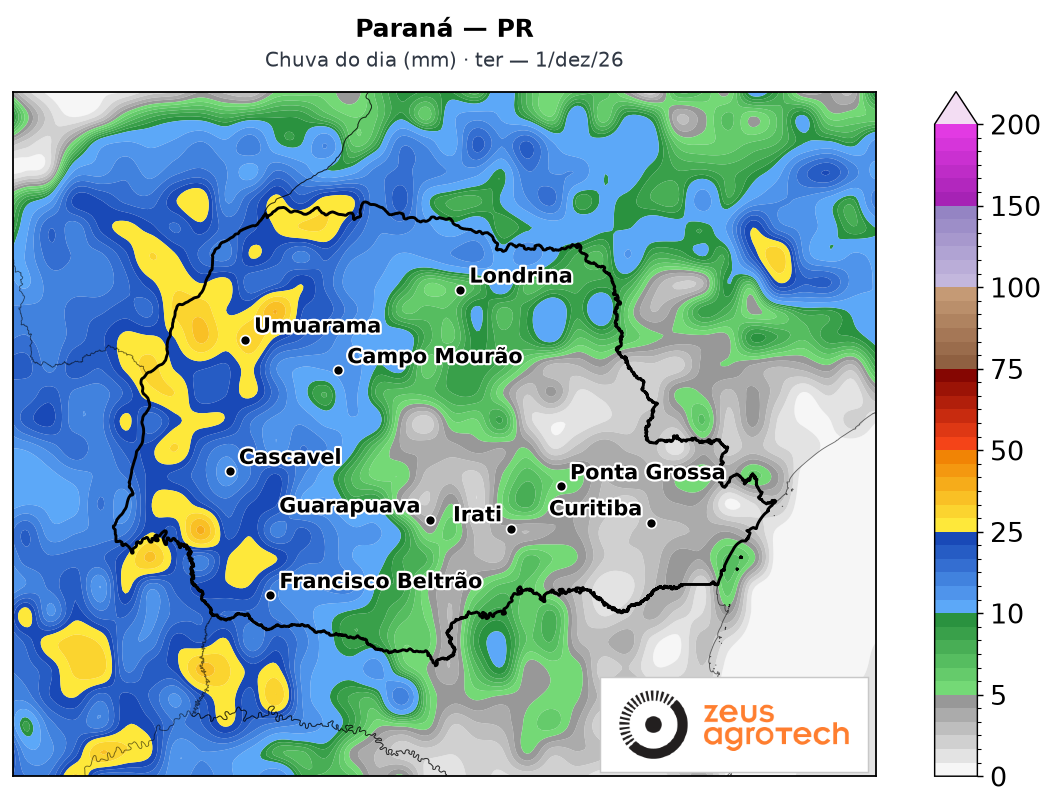 Paraná — PR
Chuva do dia (mm) · ter — 1/dez/26
Londrina
Umuarama
Campo Mourão
Cascavel
Ponta Grossa
Guarapuava
Irati
Curitiba
Francisco Beltrão
200
150
100
75
50
25
10
5
0
zeus
agrotech